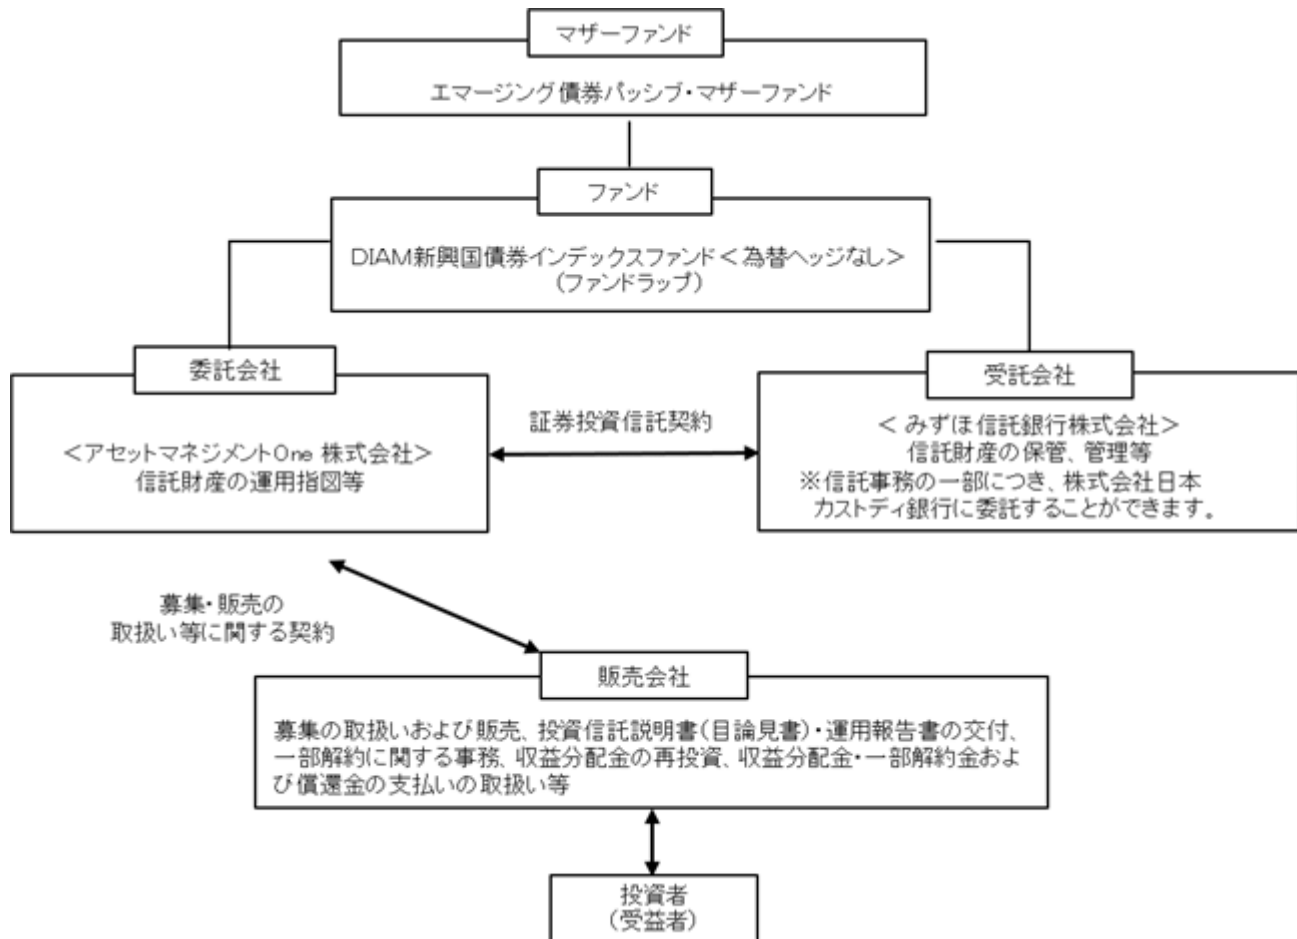 マザーファンド
エマージング債券パッシブ・マザーファンド
ファンド
DIAM新興国債券インデックスファンド＜為替ヘッジなし＞
（ファンドラップ）
委託会社
＜アセットマネジメントOne 株式会社＞
信託財産の運用指図等
証券投資信託契約
受託会社
＜みずほ信託銀行株式会社＞
信託財産の保管、管理等
※信託事務の一部につき、株式会社日本
カストディ銀行に委託することができます。
募集・販売の
取扱い等に関する契約
販売会社
募集の取扱いおよび販売、投資信託説明書（目論見書）・運用報告書の交付、
一部解約に関する事務、収益分配金の再投資、収益分配金・一部解約金およ
び償還金の支払いの取扱い等
投資者
（受益者）